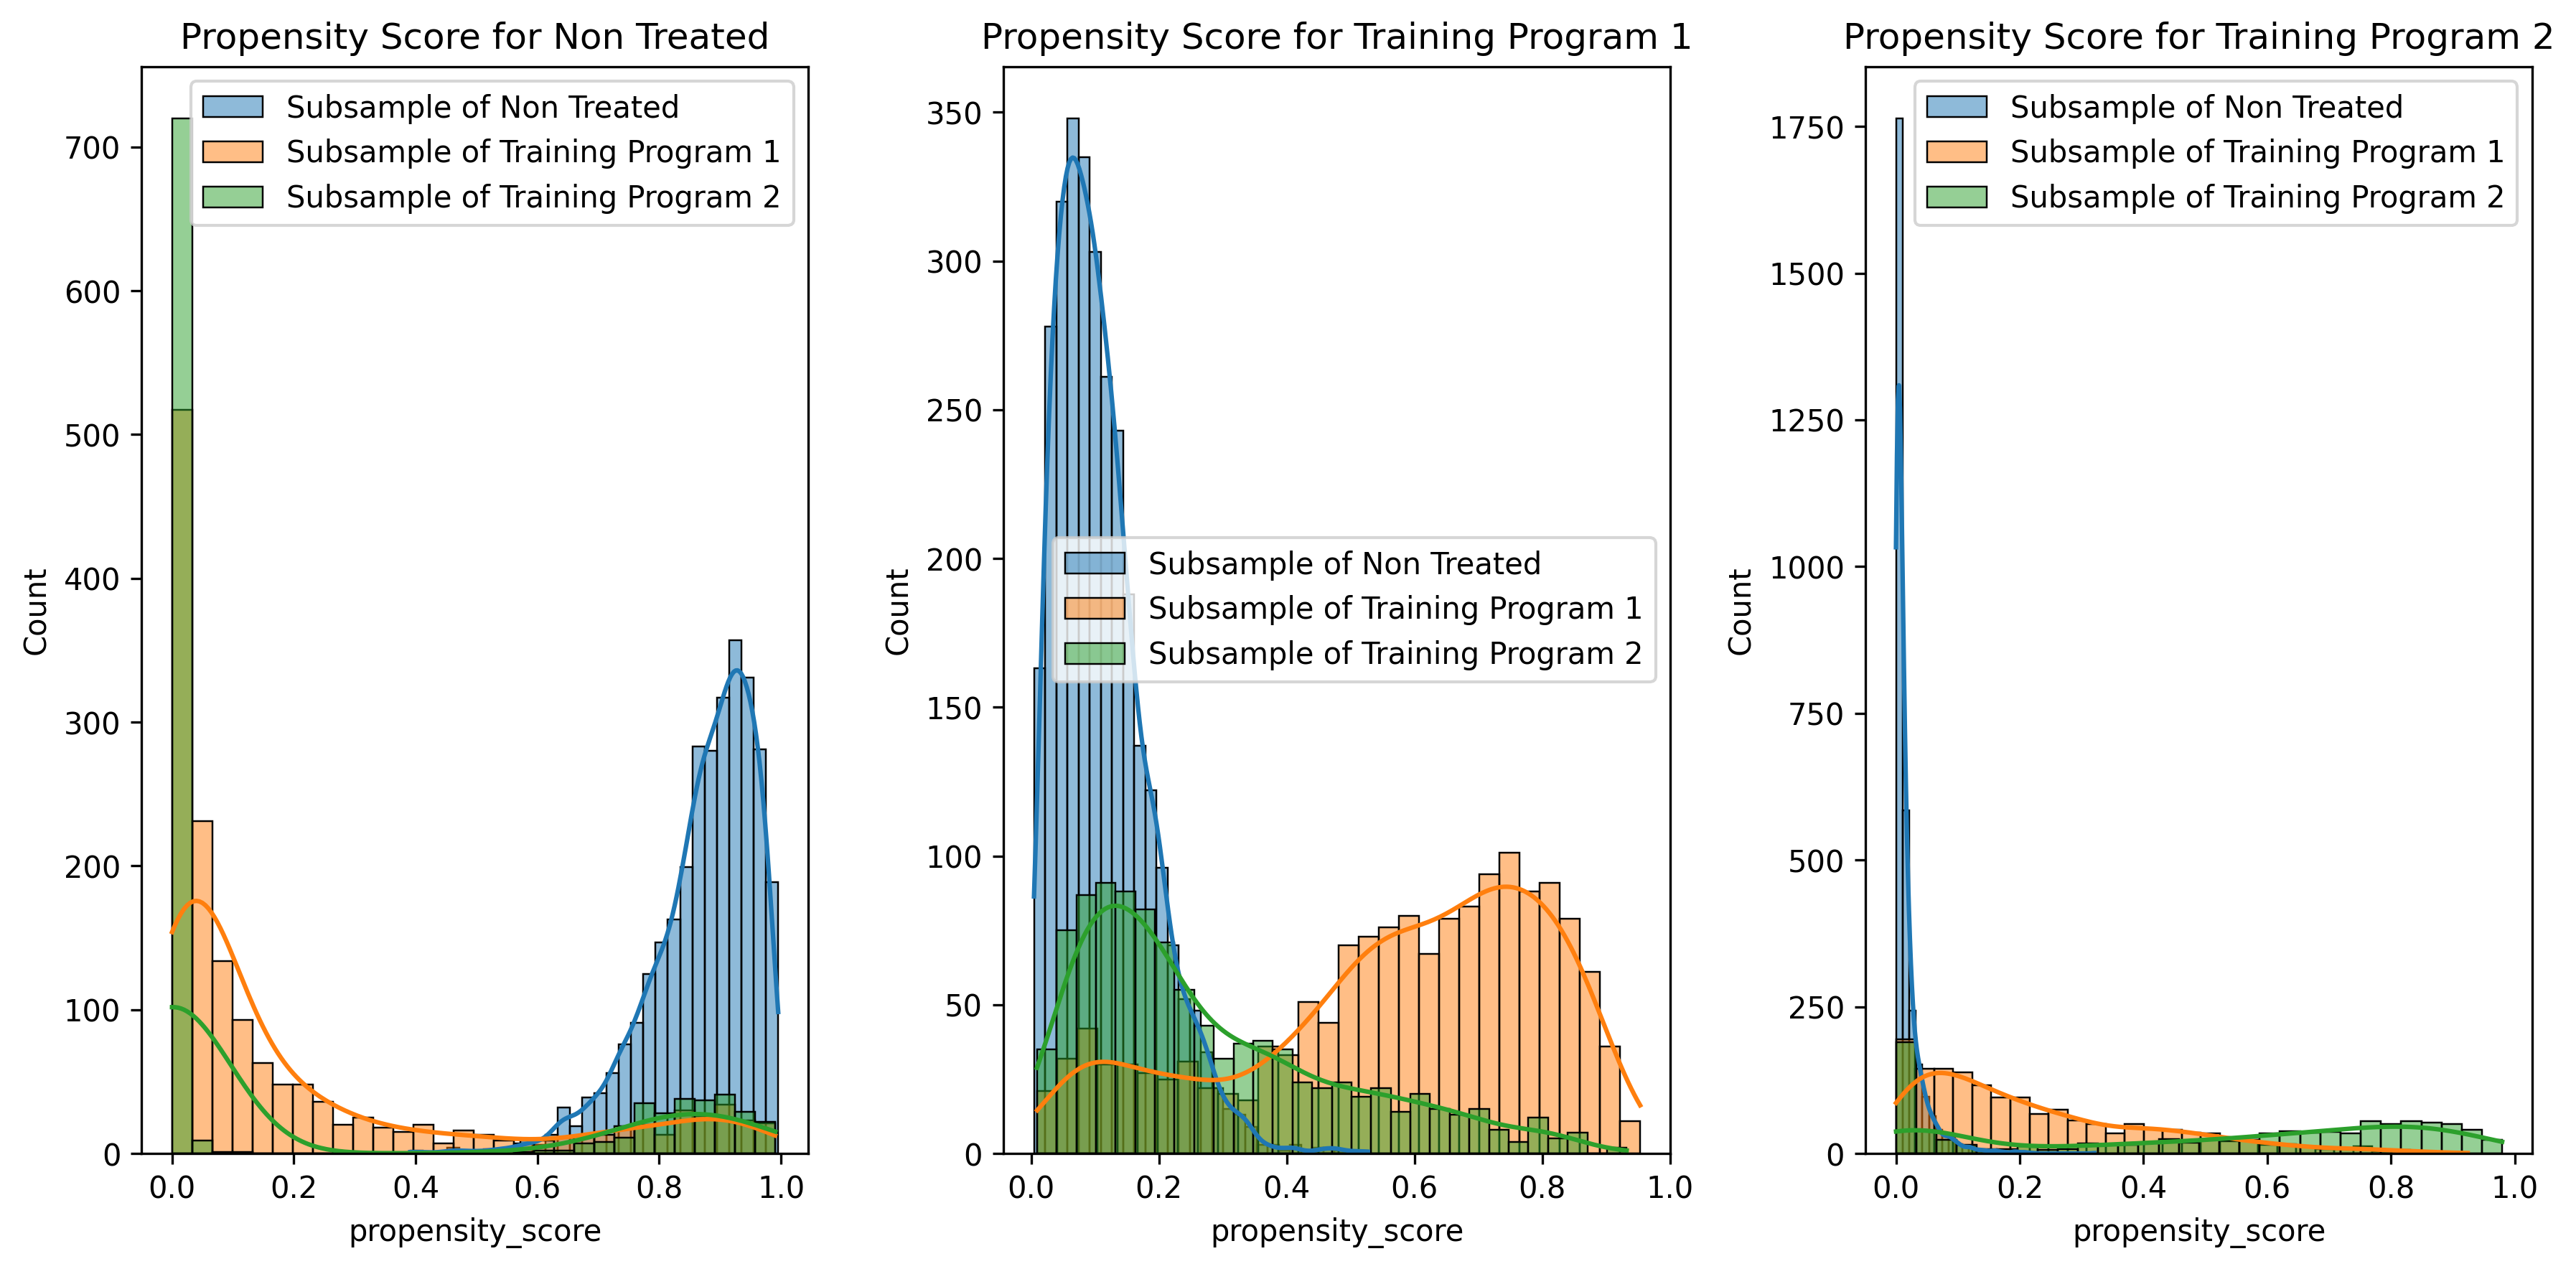 Propensity Score for Non Treated
Subsample of Non Treated
Subsample of Training Program 1
Subsample of Training Program 2
700
600
500
400
300
200
100
0
Count
0.0 0.2 0.4 0.6 0.8 1.0
propensity_score
Propensity Score for Training Program 1
350
300
250
200
150
100
50
0
Count
Subsample of Non Treated
Subsample of Training Program 1
Subsample of Training Program 2
0.0 0.2 0.4 0.6 0.8 1.0
propensity_score
Propensity Score for Training Program 2
Subsample of Non Treated
Subsample of Training Program 1
Subsample of Training Program 2
1750
1500
1250
1000
750
500
250
0
Count
0.0 0.2 0.4 0.6 0.8 1.0
propensity_score